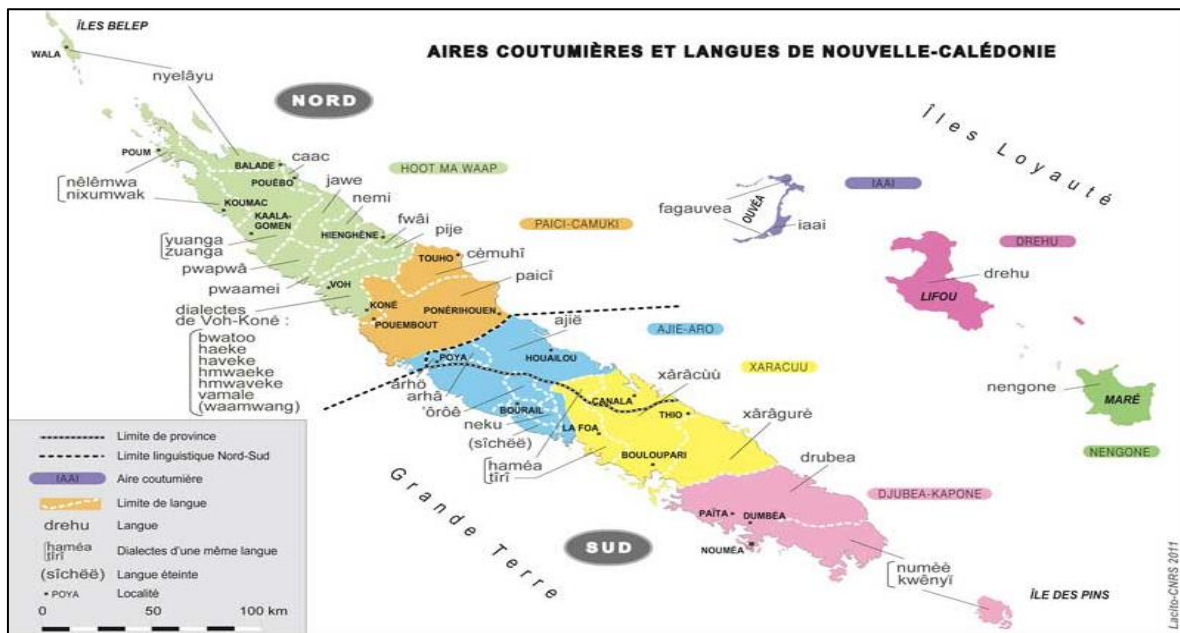 AIRES COUTUMIÈRES ET LANGUES DE NOUVELLE-CALÉDONIE
ÎLES BELEP
WALA
nyelâyu
NORD
POUM
BALADE
caac
POUÉBO
HOOT MA WAAP
nêlêmwa
nixumwak
jawe
KOUMAC
nemi
KAALA-
GOMEN
fwâi
HIENGHÈNE
pije
PAICI-CAMUKI
yuanga
zuanga
TOUHO
cèmuhî
pwapwâ
paicî
pwaamei
VOH
dialectes
de Voh-Koné :
KONÉ
PONÉRIHOUEN
POUEMBOUT
bwatoo
haeke
haveke
hmwaeke
hmwaveke
vamale
(waamwang)
ajië
AJIE-ARO
POYA
HOUAILOU
XARACUU
arhö
arhâ
xârâcùù
'ôrôê
CANALA
BOURAIL
THIO
neku
xârâgurè
(sîchëë)
LA FOA
BOULOUPARI
haméa
tîrî
drubea
DJUBEA-KAPONE
PAÏTA
DUMBÉA
NOUMÉA
SUD
numèè
kwênyï
ÎLE DES PINS
Grande Terre
Îles Loyauté
IAAI
OUVÉA
fagauvea
iaai
DREHU
drehu
LIFOU
nengone
MARÉ
NENGONE
Limite de province
Limite linguistique Nord-Sud
IAAI Aire coutumière
Limite de langue
drehu Langue
haméa
tîrî
Dialectes d'une même langue
(sîchëë) Langue éteinte
POYA Localité
0 50 100 km
Lacito-CNRS 2011